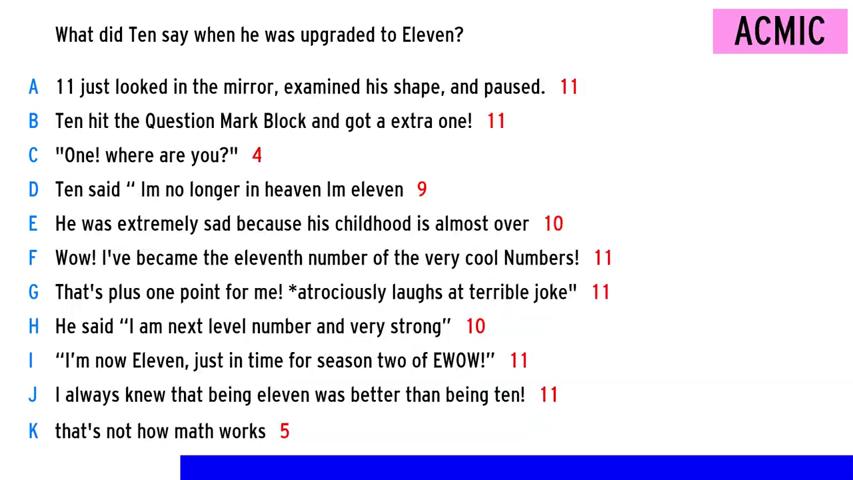 What did Ten say when he was upgraded to Eleven?
ACMIC
A 11 just looked in the mirror, examined his shape, and paused. 11
B Ten hit the Question Mark Block and got a extra one! 11
C "One! where are you?" 4
D Ten said “ Im no longer in heaven Im eleven 9
E He was extremely sad because his childhood is almost over 10
F Wow! I've became the eleventh number of the very cool Numbers! 11
G That's plus one point for me! *atrociously laughs at terrible joke" 11
H He said “I am next level number and very strong” 10
I “I’m now Eleven, just in time for season two of EWOW!” 11
J I always knew that being eleven was better than being ten! 11
K that's not how math works 5